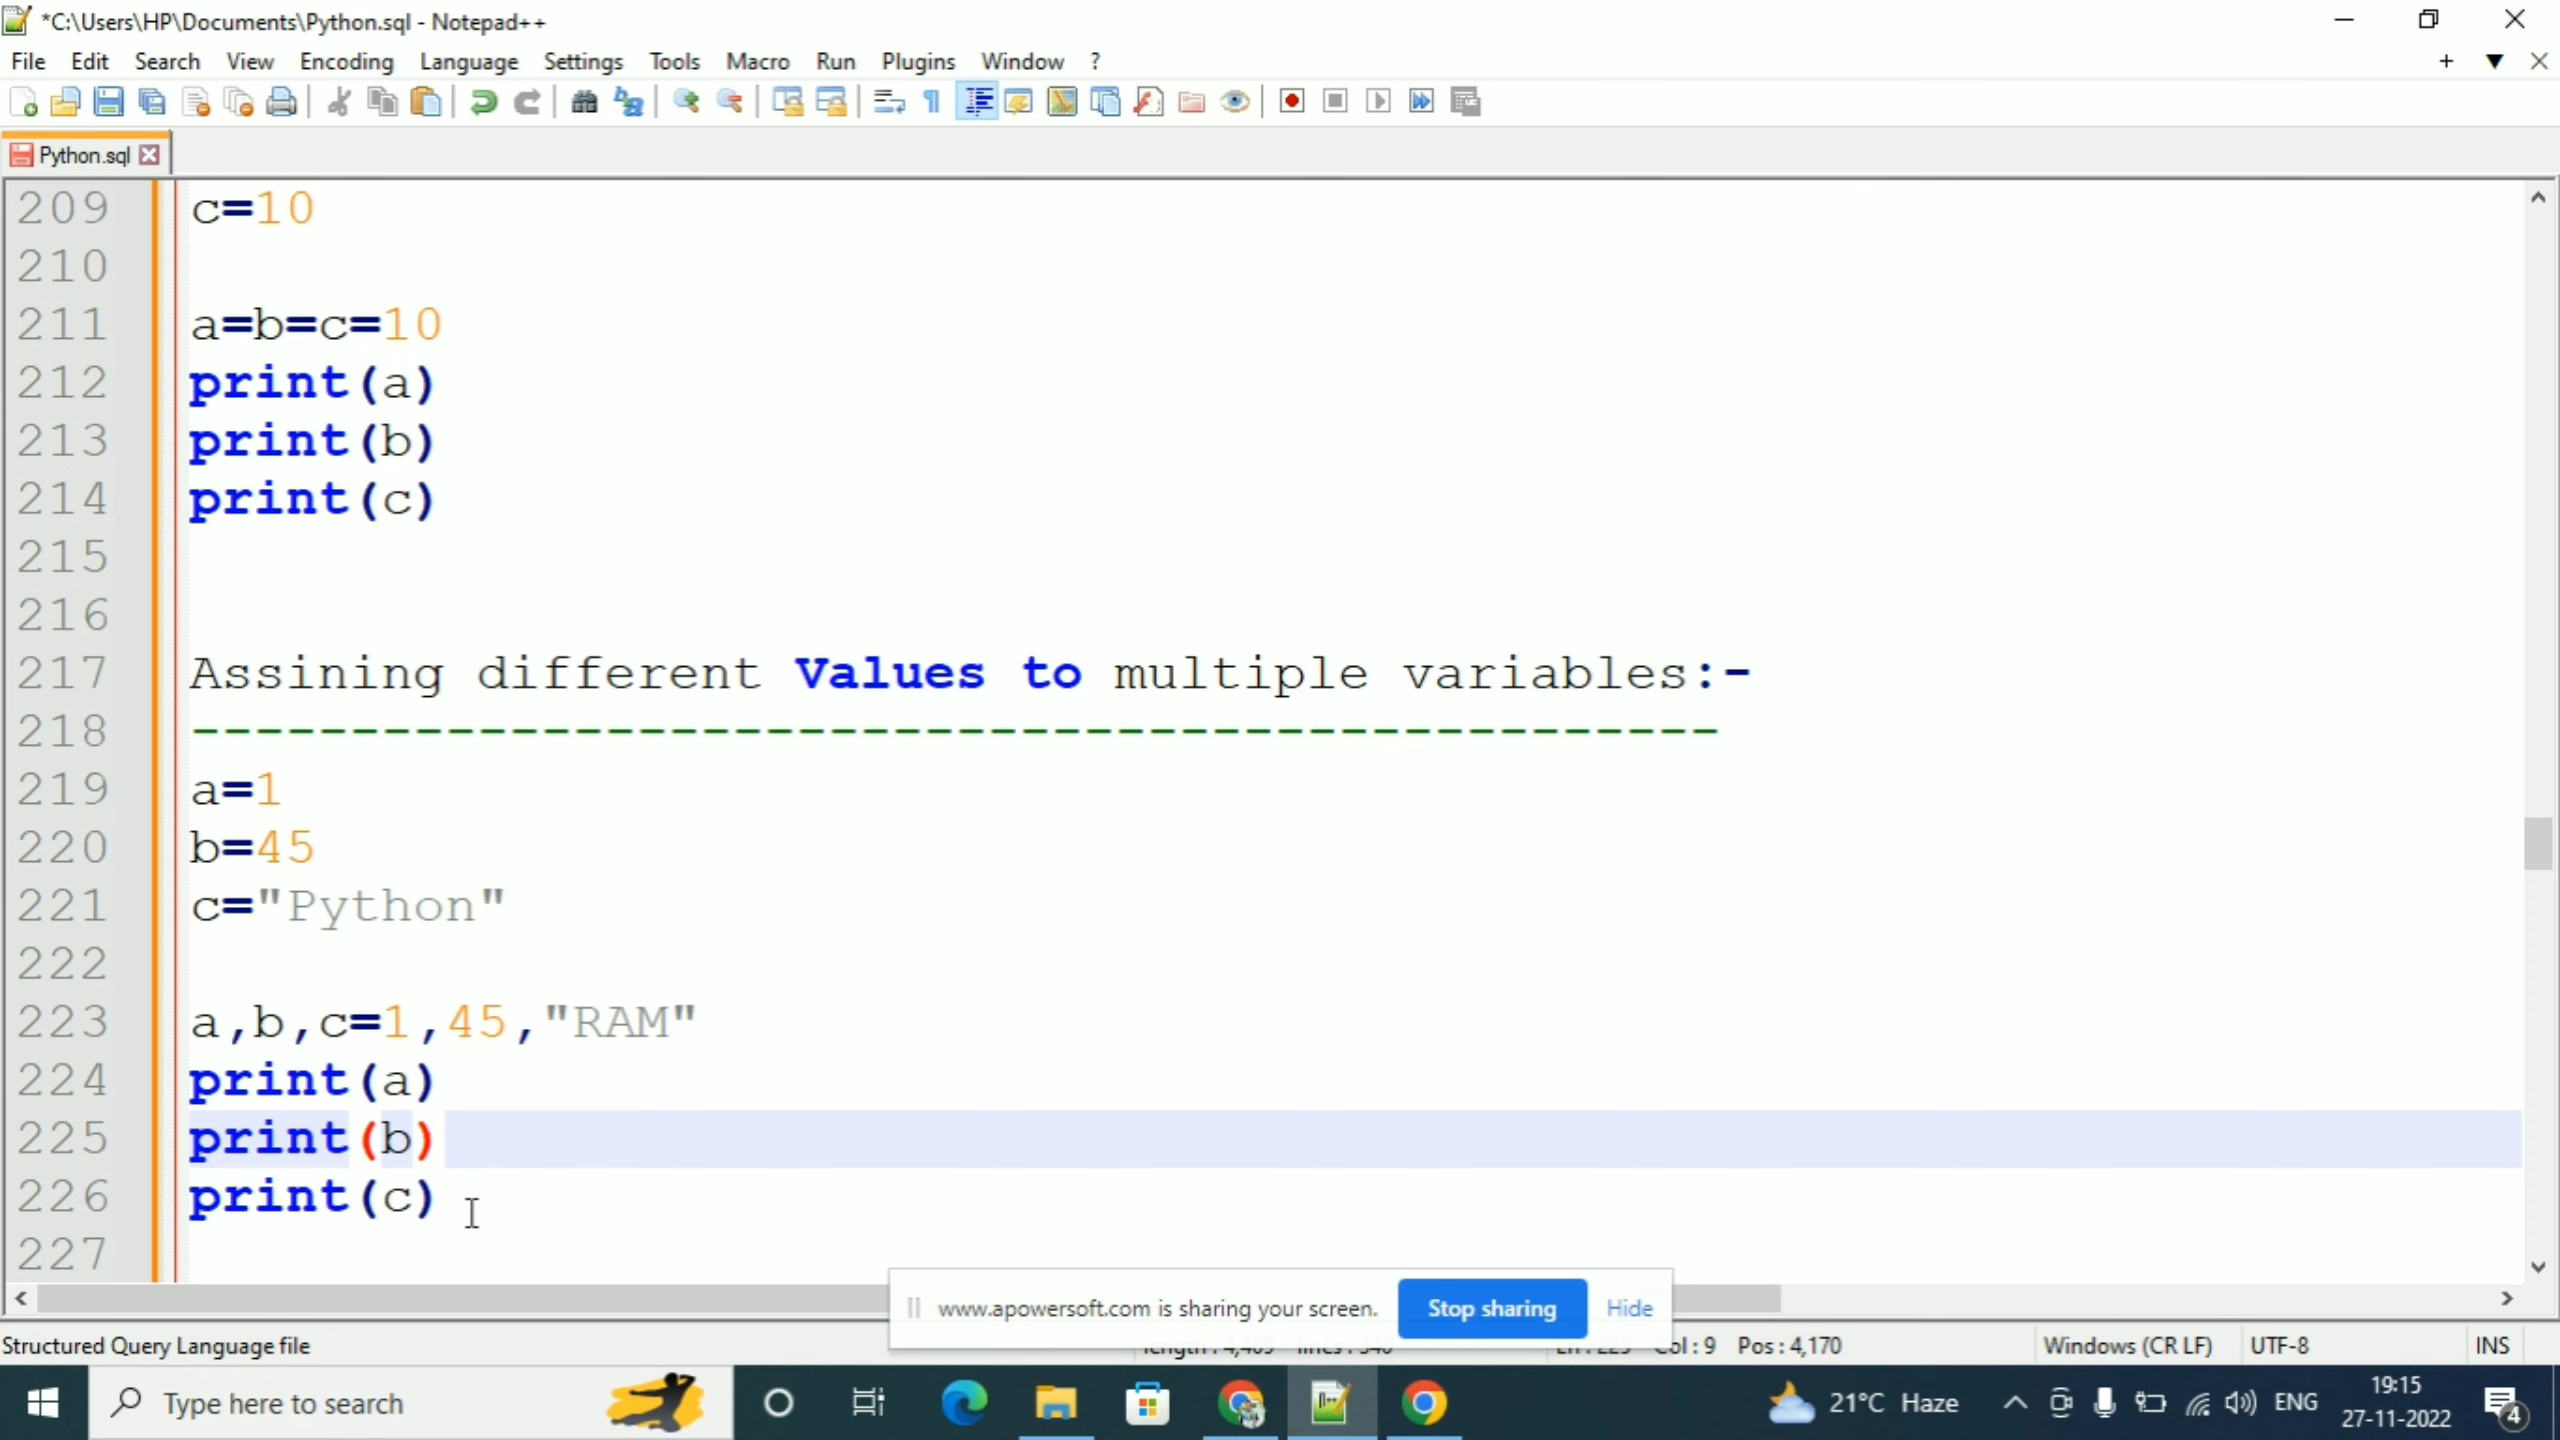 *C:\Users\HP\Documents\Python.sql - Notepad++
File Edit Search View Encoding Language Settings Tools Macro Run Plugins Window ?
Python.sql
209 c=10
210
211 a=b=c=10
212 print(a)
213 print(b)
214 print(c)
215
216
217 Assining different Values to multiple variables:-
218 ------------------------------------------------
219 a=1
220 b=45
221 c="Python"
222
223 a,b,c=1,45,"RAM"
224 print(a)
225 print(b)
226 print(c)
227
www.apowersoft.com is sharing your screen. Stop sharing Hide
Structured Query Language file Col : 9 Pos : 4,170 Windows (CR LF) UTF-8 INS
Type here to search 21°C Haze ENG 19:15
27-11-2022 4